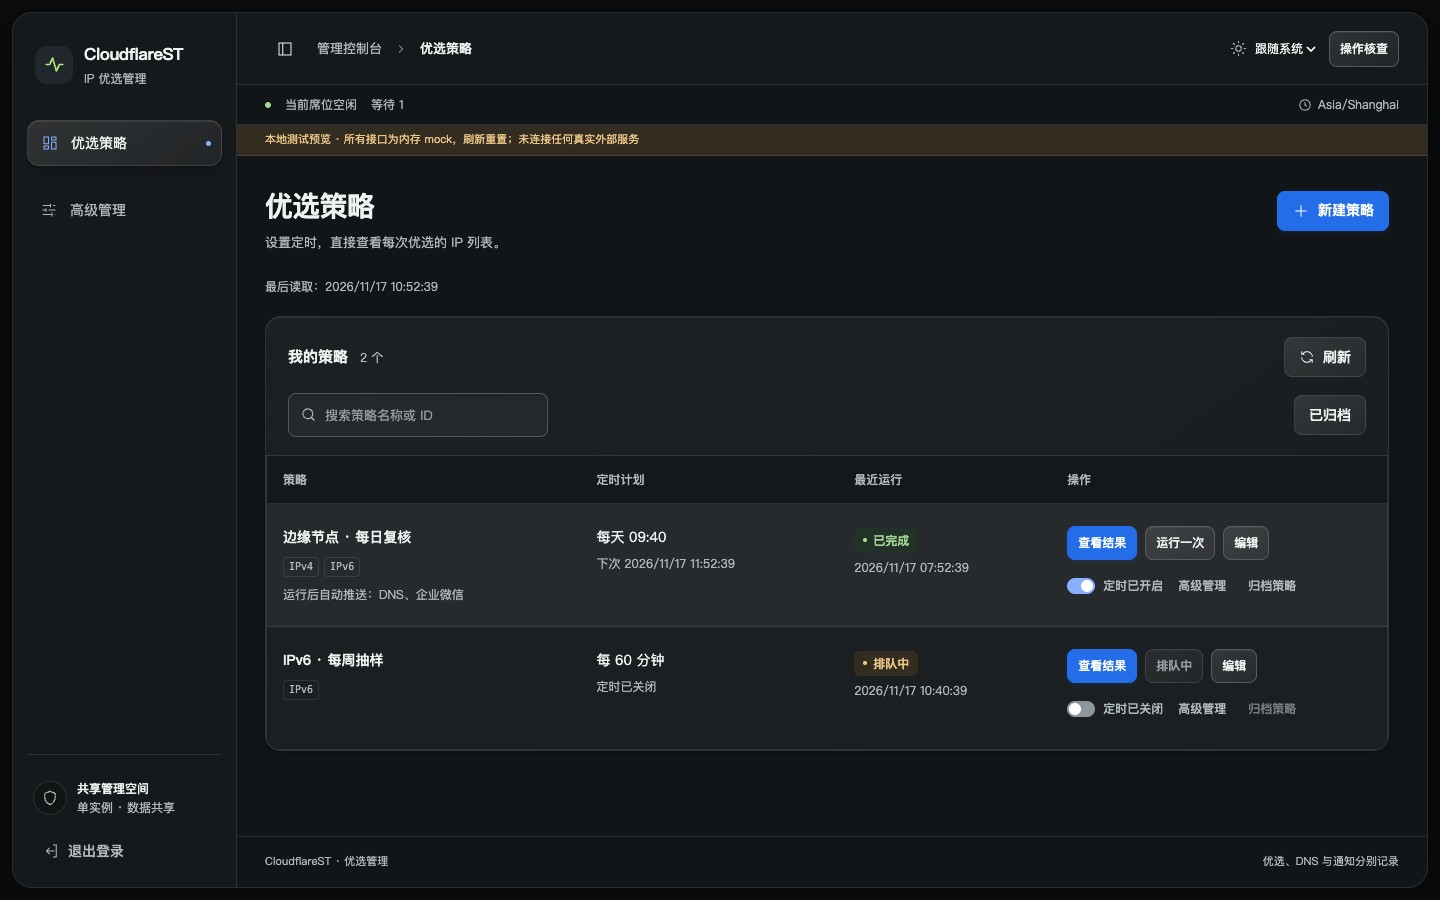 CloudflareST
IP 优选管理
优选策略
高级管理
共享管理空间
单实例 · 数据共享
退出登录
管理控制台 > 优选策略
跟随系统
操作核查
当前席位空闲 等待 1
Asia/Shanghai
本地测试预览 · 所有接口为内存 mock，刷新重置；未连接任何真实外部服务
优选策略
设置定时，直接查看每次优选的 IP 列表。
新建策略
最后读取：2026/11/17 10:52:39
我的策略 2 个
刷新
搜索策略名称或 ID
已归档
策略 定时计划 最近运行 操作
边缘节点 · 每日复核
IPv4 IPv6
运行后自动推送：DNS、企业微信
每天 09:40
下次 2026/11/17 11:52:39
已完成
2026/11/17 07:52:39
查看结果 运行一次 编辑
定时已开启 高级管理 归档策略
IPv6 · 每周抽样
IPv6
每 60 分钟
定时已关闭
排队中
2026/11/17 10:40:39
查看结果 排队中 编辑
定时已关闭 高级管理 归档策略
CloudflareST · 优选管理
优选、DNS 与通知分别记录